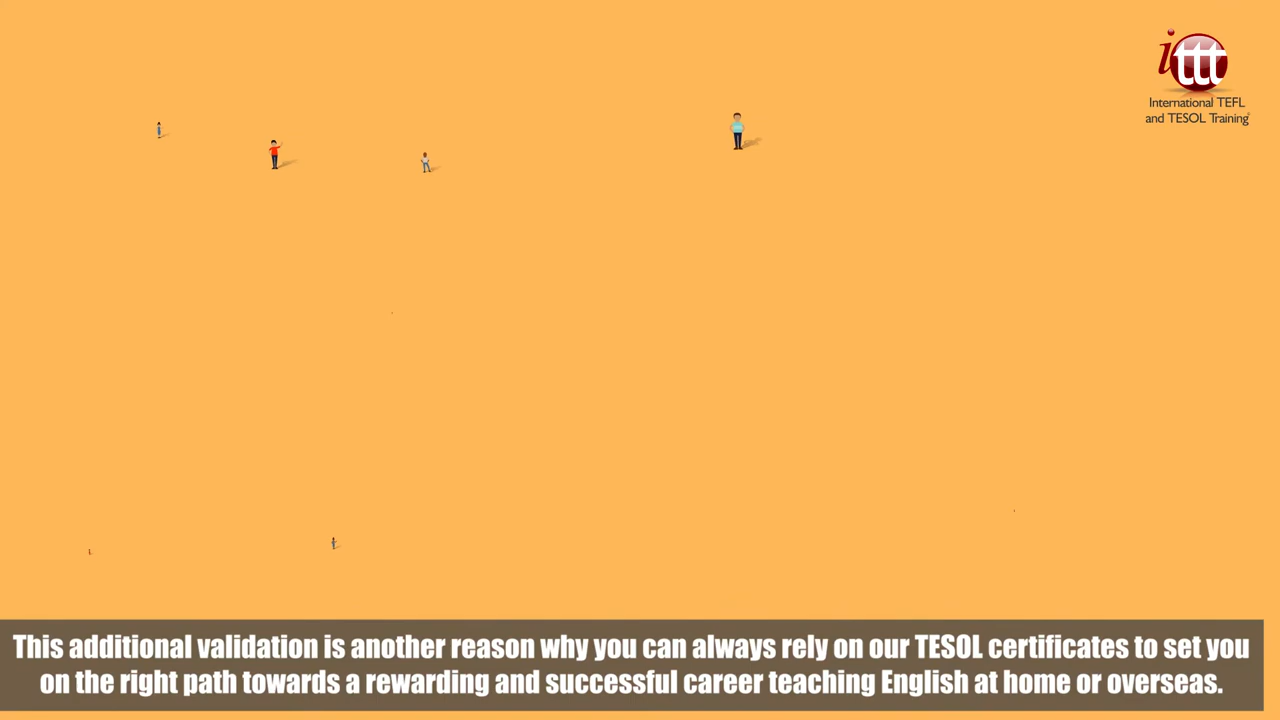 ittt
International TEFL
and TESOL Training
This additional validation is another reason why you can always rely on our TESOL certificates to set you
on the right path towards a rewarding and successful career teaching English at home or overseas.